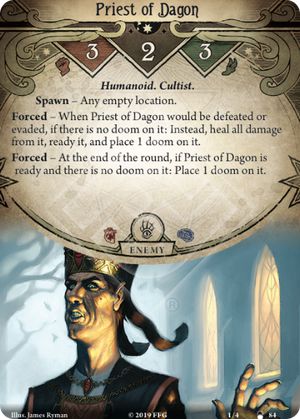 Priest of Dagon
3 2 3
Humanoid. Cultist.
Spawn – Any empty location.
Forced – When Priest of Dagon would be defeated or
evaded, if there is no doom on it: Instead, heal all damage
from it, ready it, and place 1 doom on it.
Forced – At the end of the round, if Priest of Dagon is
ready and there is no doom on it: Place 1 doom on it.
ENEMY
Illus. James Ryman © 2019 FFG 1/4 84